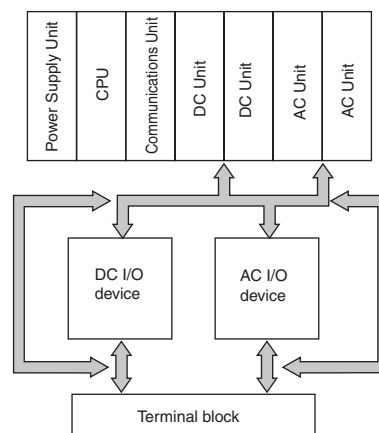 Power Supply Unit
CPU
Communications Unit
DC Unit
DC Unit
AC Unit
AC Unit
DC I/O
device
AC I/O
device
Terminal block